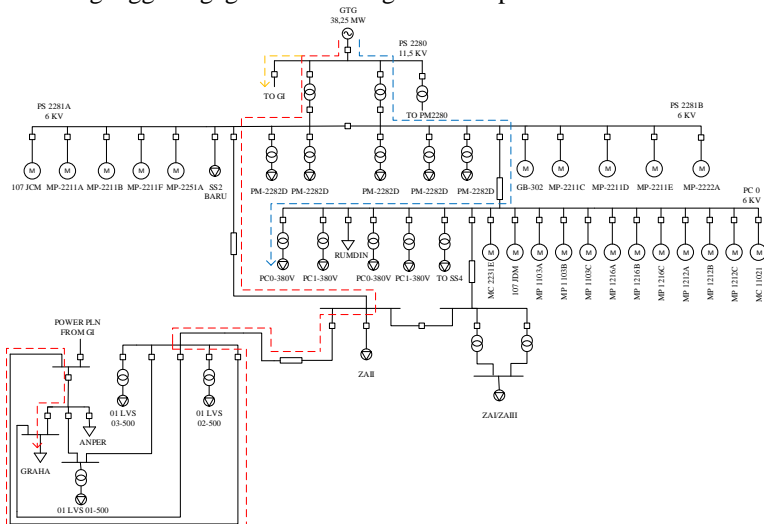 GTG
38,25 MW
PS 2280
11,5 KV
TO GI
TO PM2280
PS 2281A
6 KV
PS 2281B
6 KV
M M M M M
M M M M M
107 JCM MP-2211A MP-2211B MP-2211F MP-2251A SS2
BARU
PM-2282D PM-2282D PM-2282D PM-2282D PM-2282D
GB-302 MP-2211C MP-2211D MP-2211E MP-2222A
PC 0
6 KV
M M M M M M M M M M M M
PC0-380V PC1-380V RUMDIN PC0-380V PC1-380V TO SS4
MC 2231E
107 JDM
MP 1103A
MP 1103B
MP 1103C
MP 1216A
MP 1216B
MP 1216C
MP 1212A
MP 1212B
MP 1212C
MC 11021
POWER PLN
FROM GI
ZAII
ZAI/ZAIII
01 LVS
03-500
01 LVS
02-500
ANPER
GRAHA
01 LVS 01-500